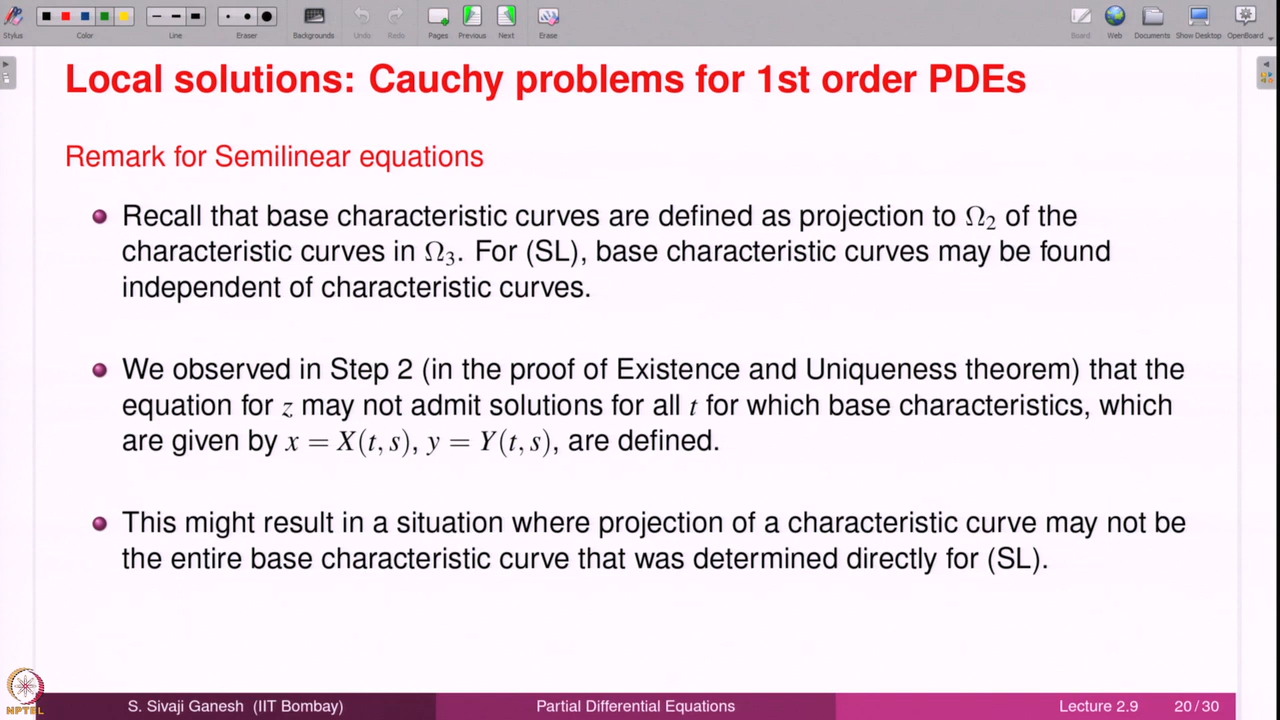 Stylus
Color
Line
Eraser
Backgrounds
Undo
Redo
Pages
Previous
Next
Erase
Board
Web
Documents
Show Desktop
OpenBoard
Local solutions: Cauchy problems for 1st order PDEs
Remark for Semilinear equations
Recall that base characteristic curves are defined as projection to Ω₂ of the
characteristic curves in Ω₃. For (SL), base characteristic curves may be found
independent of characteristic curves.
We observed in Step 2 (in the proof of Existence and Uniqueness theorem) that the
equation for z may not admit solutions for all t for which base characteristics, which
are given by x = X(t, s), y = Y(t, s), are defined.
This might result in a situation where projection of a characteristic curve may not be
the entire base characteristic curve that was determined directly for (SL).
NPTEL
S. Sivaji Ganesh (IIT Bombay)
Partial Differential Equations
Lecture 2.9
20/30